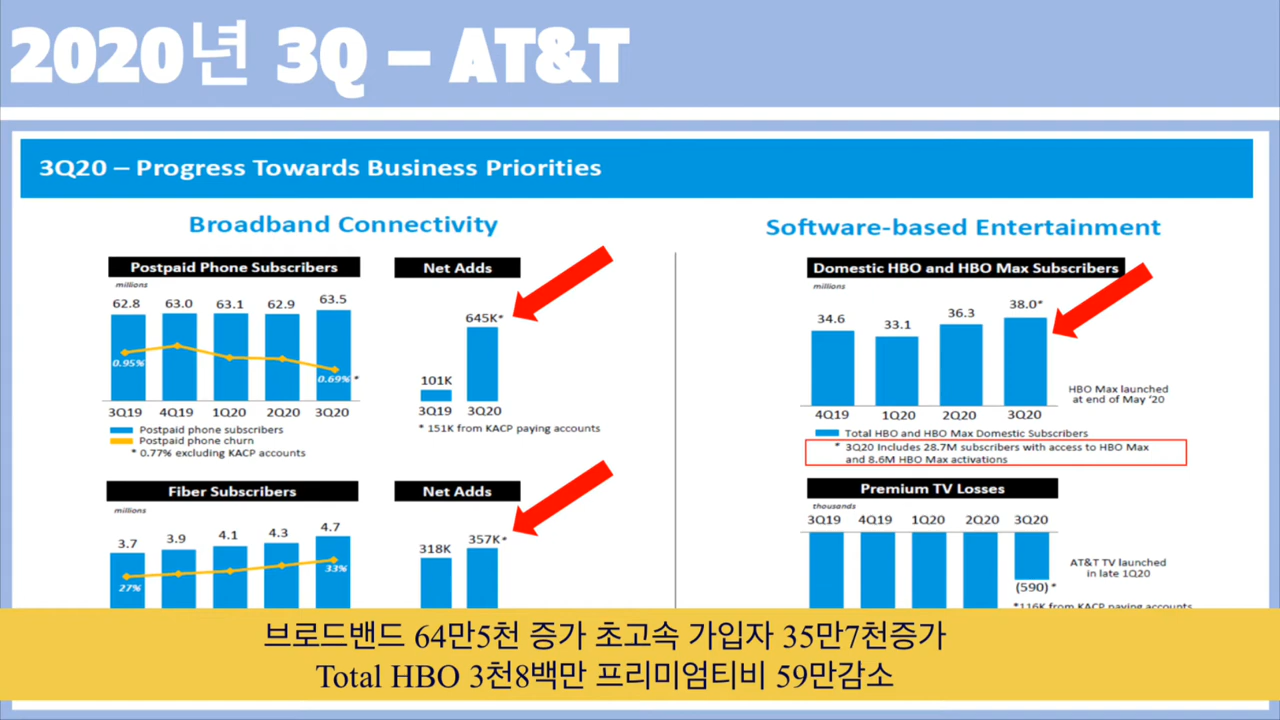 2020년 3Q – AT&T
3Q20 – Progress Towards Business Priorities
Broadband Connectivity
Postpaid Phone Subscribers
millions
62.8 63.0 63.1 62.9 63.5
0.95%
0.69% *
3Q19 4Q19 1Q20 2Q20 3Q20
Postpaid phone subscribers
Postpaid phone churn
* 0.77% excluding KACP accounts
Net Adds
645K*
101K
3Q19 3Q20
* 151K from KACP paying accounts
Fiber Subscribers
millions
3.7 3.9 4.1 4.3 4.7
27%
33%
Net Adds
318K 357K*
Software-based Entertainment
Domestic HBO and HBO Max Subscribers
millions
34.6 33.1 36.3 38.0*
4Q19 1Q20 2Q20 3Q20
HBO Max launched
at end of May ‘20
Total HBO and HBO Max Domestic Subscribers
* 3Q20 Includes 28.7M subscribers with access to HBO Max
and 8.6M HBO Max activations
Premium TV Losses
thousands
3Q19 4Q19 1Q20 2Q20 3Q20
(590)*
AT&T TV launched
in late 1Q20
*116K from KACP paying accounts
브로드밴드 64만5천 증가 초고속 가입자 35만7천증가
Total HBO 3천8백만 프리미엄티비 59만감소